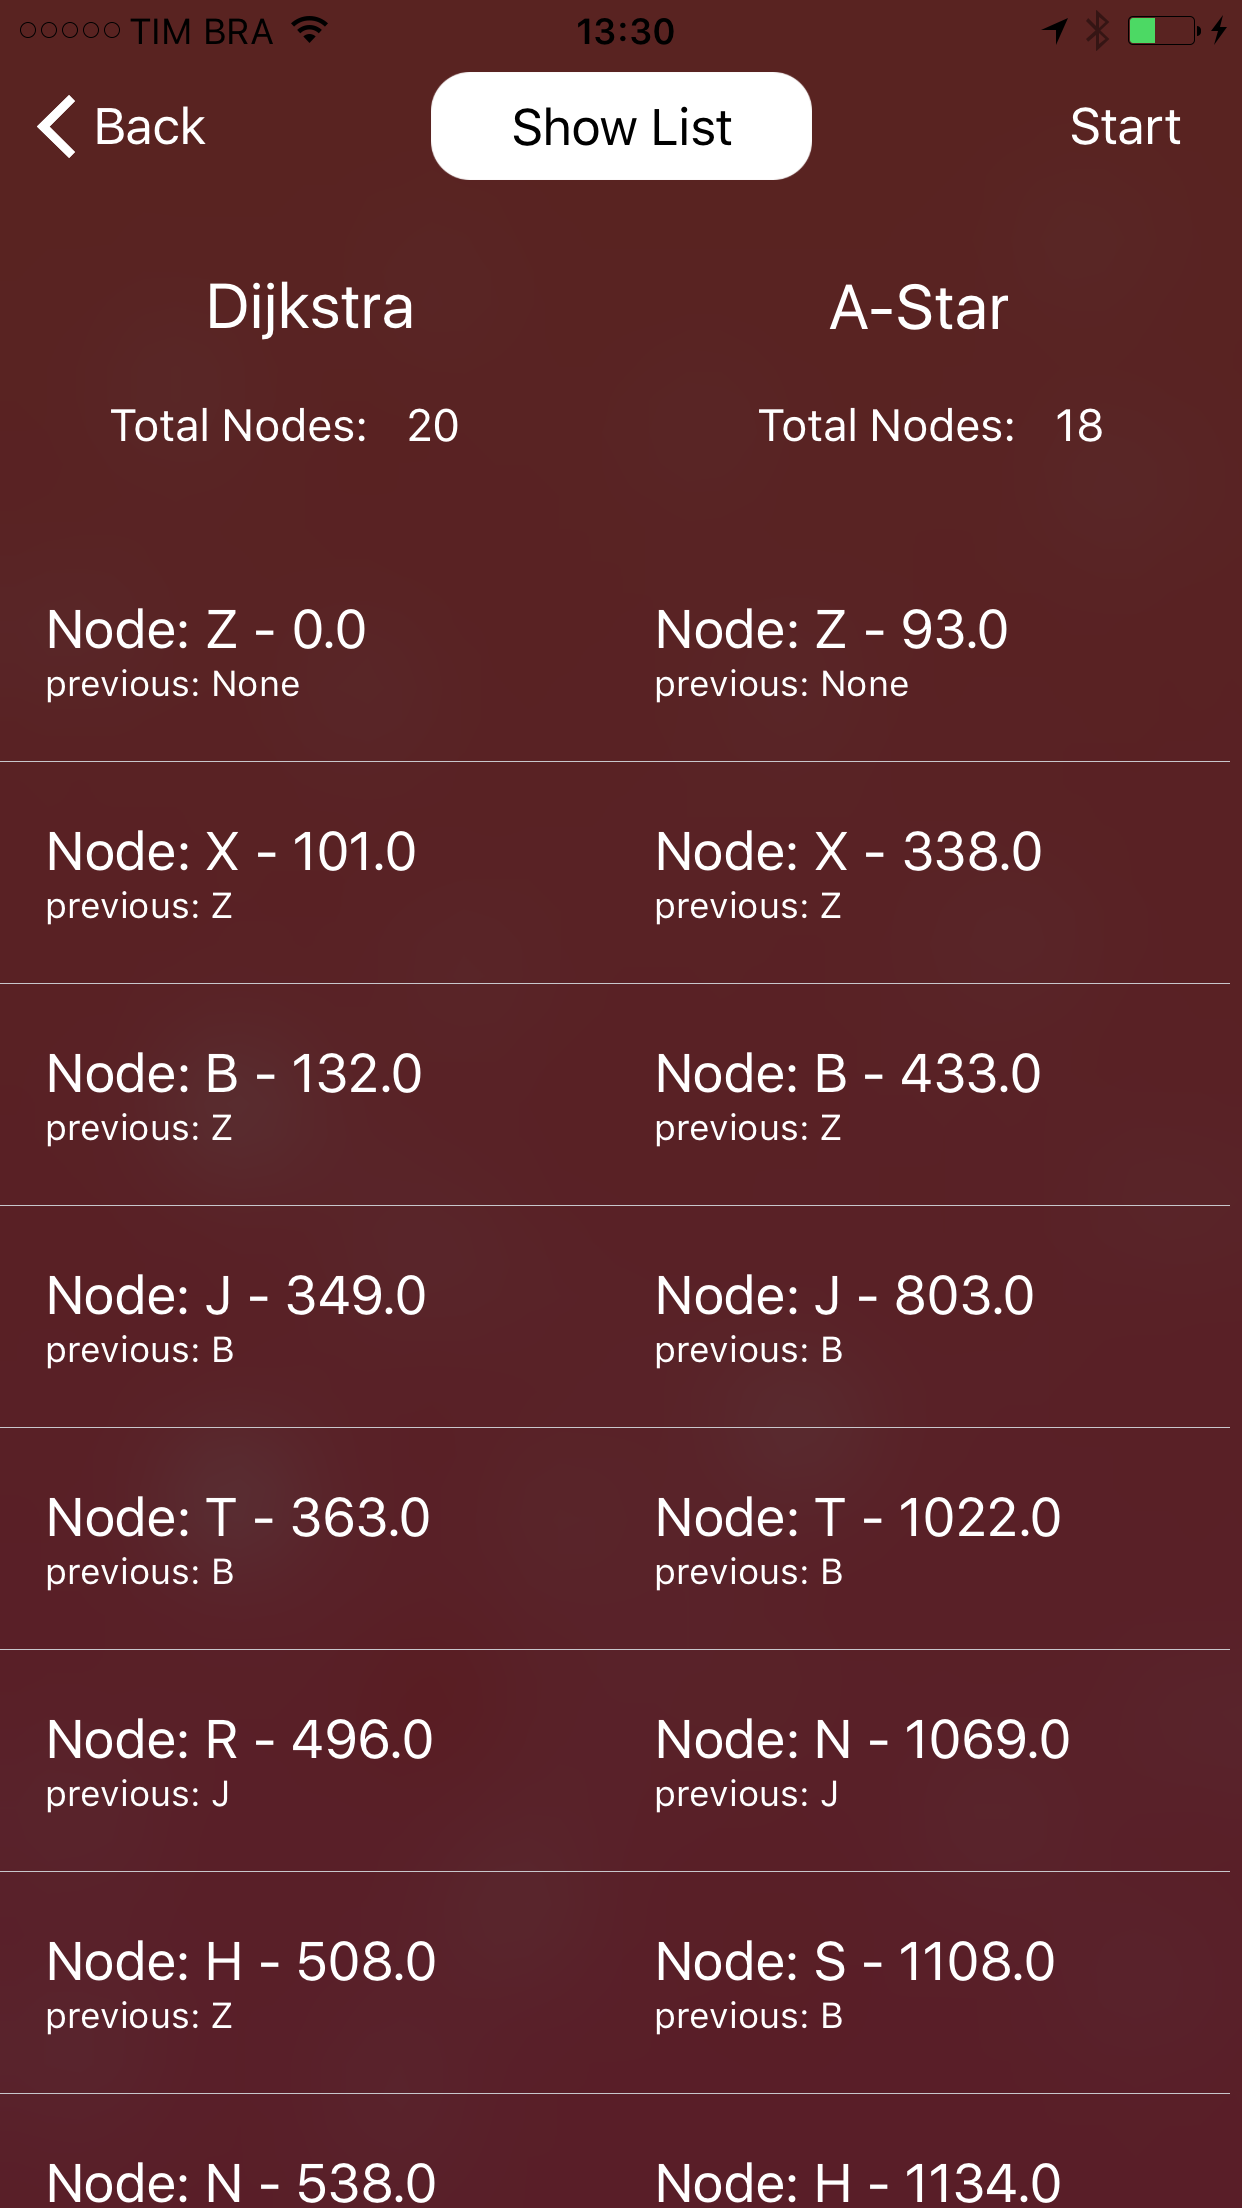 TIM BRA 13:30
Back Show List Start
Dijkstra A-Star
Total Nodes: 20 Total Nodes: 18
Node: Z - 0.0 Node: Z - 93.0
previous: None previous: None
Node: X - 101.0 Node: X - 338.0
previous: Z previous: Z
Node: B - 132.0 Node: B - 433.0
previous: Z previous: Z
Node: J - 349.0 Node: J - 803.0
previous: B previous: B
Node: T - 363.0 Node: T - 1022.0
previous: B previous: B
Node: R - 496.0 Node: N - 1069.0
previous: J previous: J
Node: H - 508.0 Node: S - 1108.0
previous: Z previous: B
Node: N - 538.0 Node: H - 1134.0